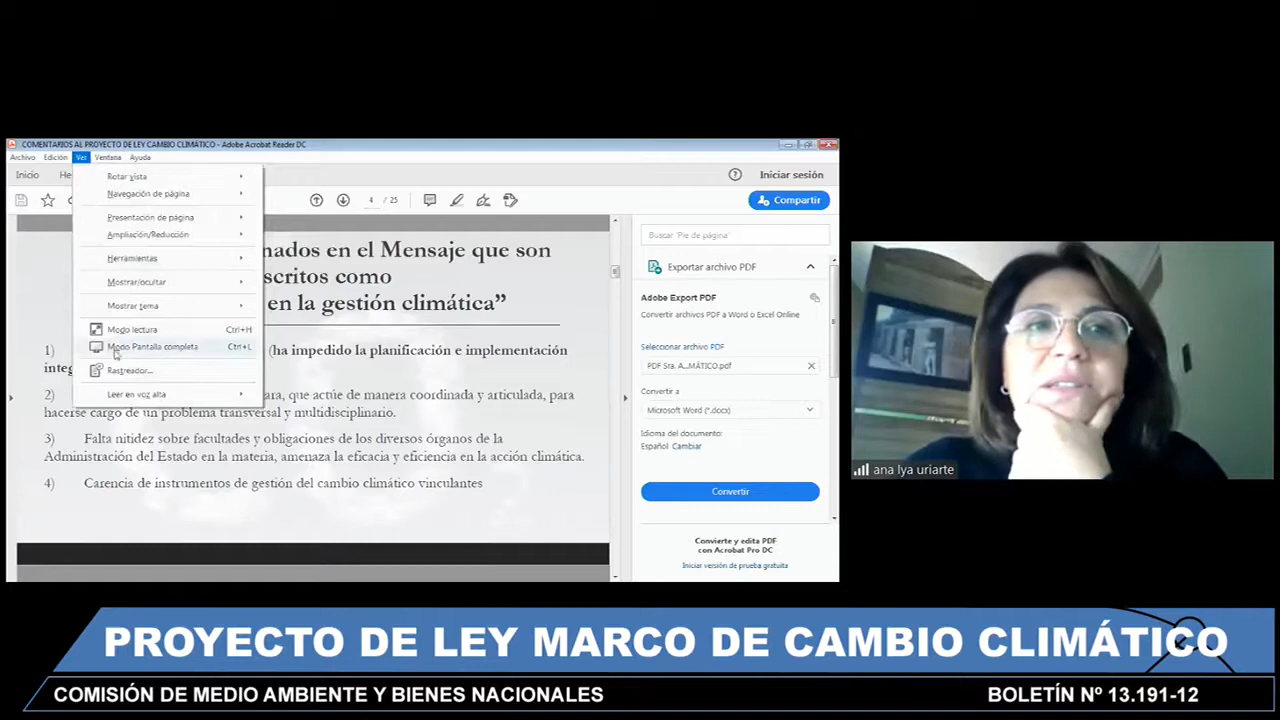 COMENTARIOS AL PROYECTO DE LEY CAMBIO CLIMÁTICO - Adobe Acrobat Reader DC
Archivo Edición Ver Ventana Ayuda
Inicio He
Iniciar sesión
4 / 25
Compartir
Rotar vista
Navegación de página
Presentación de página
Ampliación/Reducción
Herramientas
Mostrar/ocultar
Mostrar tema
Modo lectura Ctrl+H
Modo Pantalla completa Ctrl+L
Rastreador...
Leer en voz alta
nados en el Mensaje que son
scritos como
en la gestión climática”
1) (ha impedido la planificación e implementación
integ
2) ara, que actúe de manera coordinada y articulada, para
hacerse cargo de un problema transversal y multidisciplinario.
3) Falta nitidez sobre facultades y obligaciones de los diversos órganos de la
Administración del Estado en la materia, amenaza la eficacia y eficiencia en la acción climática.
4) Carencia de instrumentos de gestión del cambio climático vinculantes
Buscar 'Pie de página'
Exportar archivo PDF
Adobe Export PDF
Convertir archivos PDF a Word o Excel Online
Seleccionar archivo PDF
PDF Sra. A...MÁTICO.pdf
Convertir a
Microsoft Word (*.docx)
Idioma del documento:
Español Cambiar
Convertir
Convierte y edita PDF
con Acrobat Pro DC
Iniciar versión de prueba gratuita
ana lya uriarte
PROYECTO DE LEY MARCO DE CAMBIO CLIMÁTICO
COMISIÓN DE MEDIO AMBIENTE Y BIENES NACIONALES
BOLETÍN Nº 13.191-12